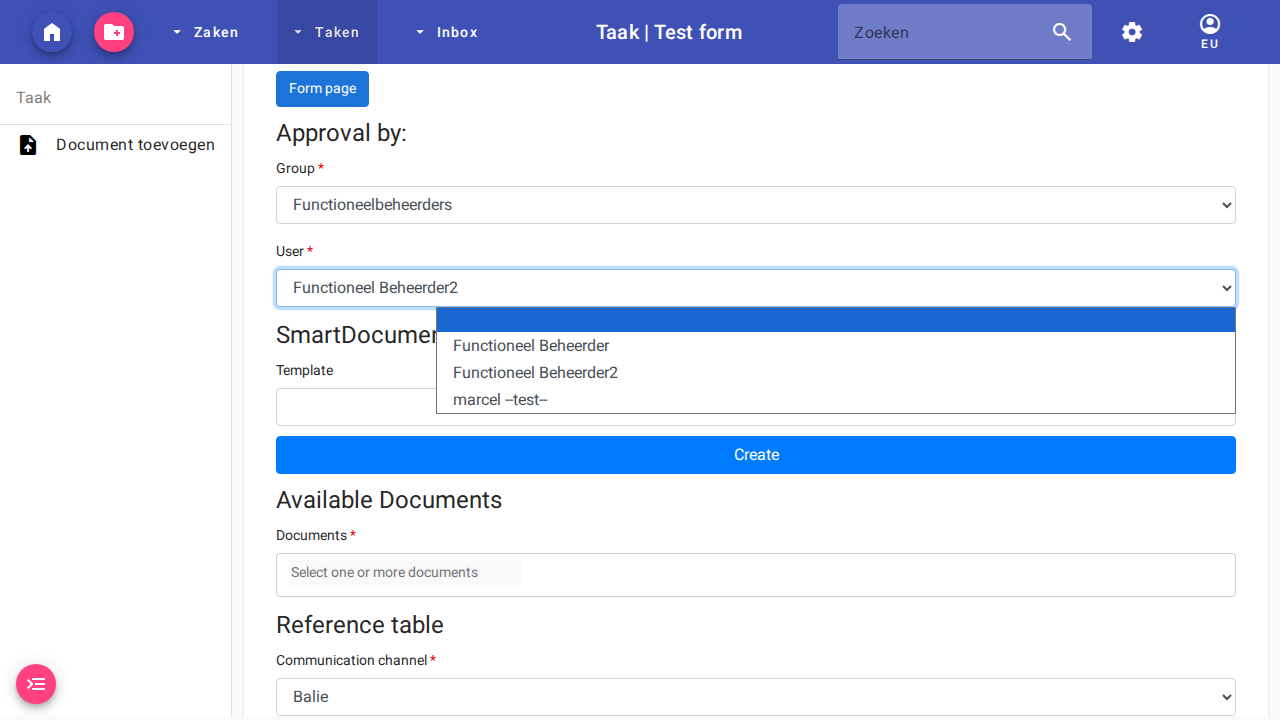 Zaken
Taken
Inbox
Taak | Test form
Zoeken
EU
Taak
Document toevoegen
Form page
Approval by:
Group *
Functioneelbeheerders
User *
Functioneel Beheerder2
Functioneel Beheerder
Functioneel Beheerder2
marcel --test--
Template
Create
Available Documents
Documents *
Select one or more documents
Reference table
Communication channel *
Balie